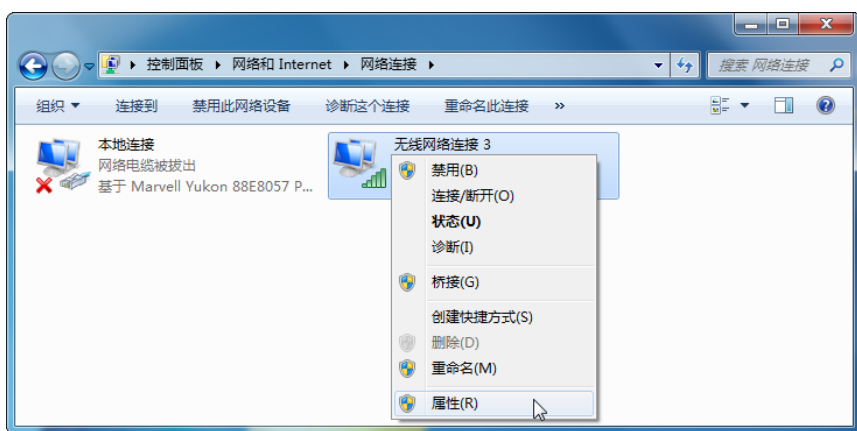 控制面板 ▸ 网络和 Internet ▸ 网络连接 ▸
搜索 网络连接
组织 ▼ 连接到 禁用此网络设备 诊断这个连接 重命名此连接 »
本地连接
网络电缆被拔出
基于 Marvell Yukon 88E8057 P...
无线网络连接 3
禁用(B)
连接/断开(O)
状态(U)
诊断(I)
桥接(G)
创建快捷方式(S)
删除(D)
重命名(M)
属性(R)